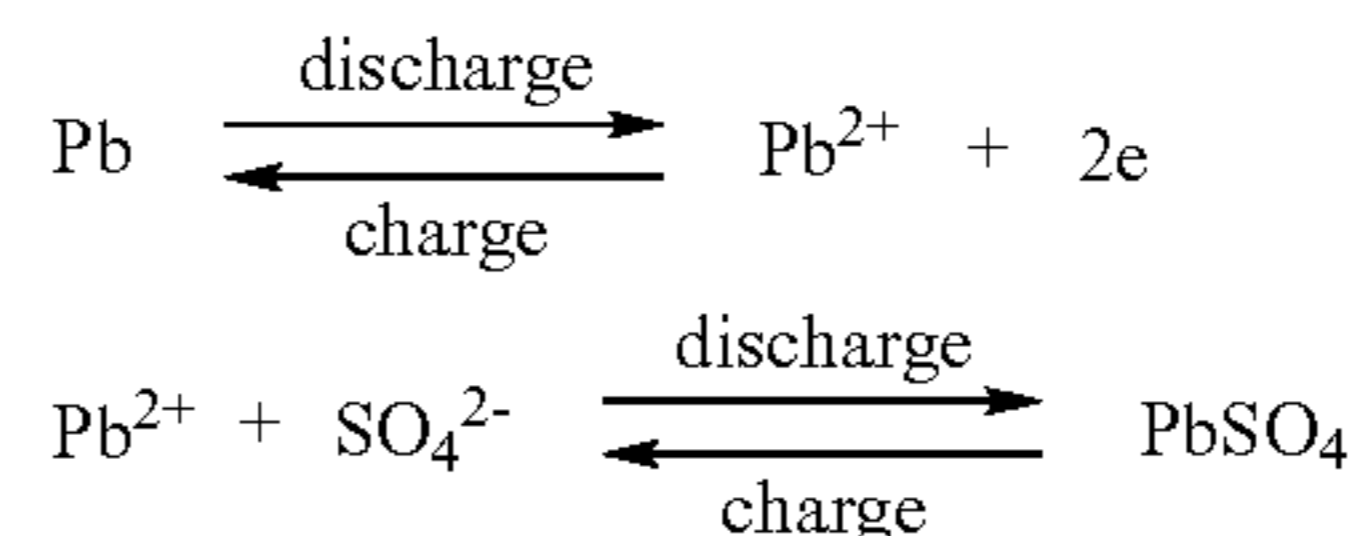 discharge
Pb ⇄ Pb²⁺ + 2e
charge
discharge
Pb²⁺ + SO₄²⁻ ⇄ PbSO₄
charge